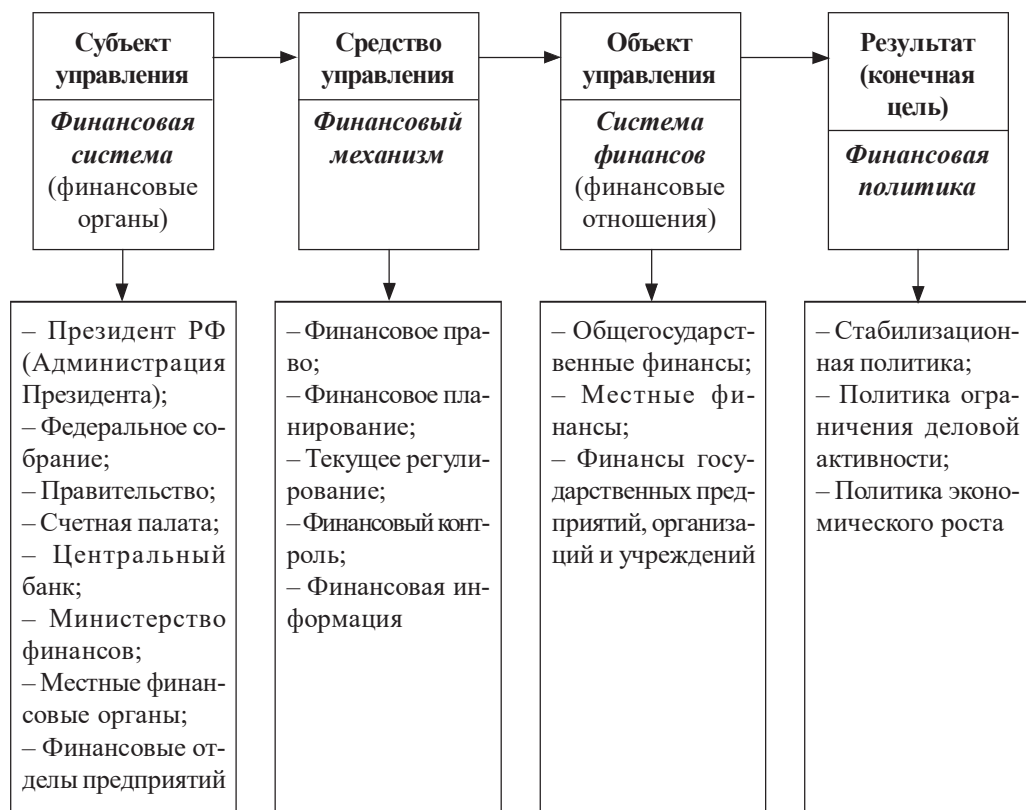 Субъект
управления
Финансовая
система
(финансовые
органы)
Средство
управления
Финансовый
механизм
Объект
управления
Система
финансов
(финансовые
отношения)
Результат
(конечная
цель)
Финансовая
политика
– Президент РФ
(Администрация
Президента);
– Федеральное со-
брание;
– Правительство;
– Счетная палата;
– Центральный
банк;
– Министерство
финансов;
– Местные финан-
совые органы;
– Финансовые от-
делы предприятий
– Финансовое пра-
во;
– Финансовое пла-
нирование;
– Текущее регули-
рование;
– Финансовый конт-
роль;
– Финансовая ин-
формация
– Общегосударст-
венные финансы;
– Местные фи-
нансы;
– Финансы госу-
дарственных пред-
приятий, организа-
ций и учреждений
– Стабилизацион-
ная политика;
– Политика огра-
ничения деловой
активности;
– Политика эконо-
мического роста